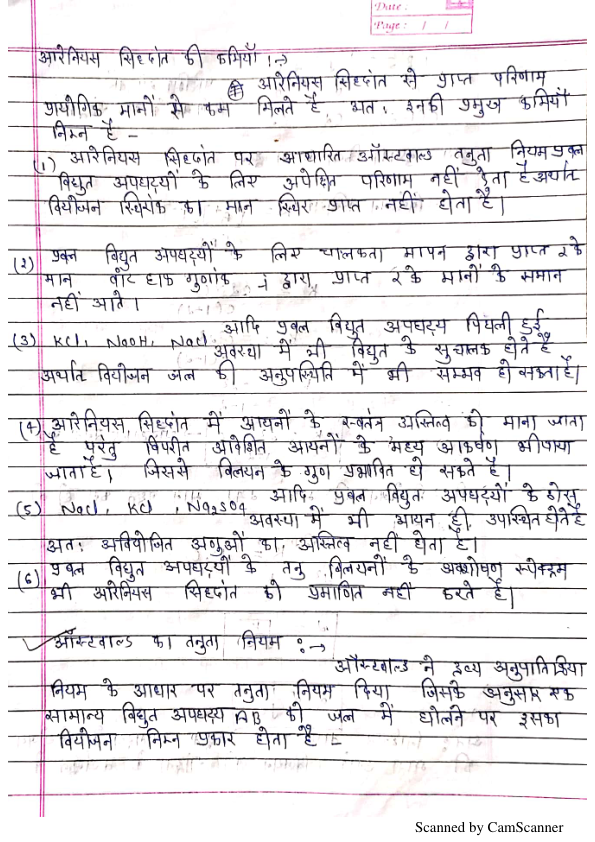 Date :
Page : / /
आरेनियस सिध्दांत की कमियाँ :->
आरेनियस सिध्दांत से प्राप्त परिणाम
प्रायोगिक मानों से कम मिलते है, अतः इनकी प्रमुख कमियाँ
निम्न है -
(1) आरेनियस सिध्दांत पर आधारित ऑस्टवाल्ड तनुता नियम प्रबल
विद्युत अपघट्यों के लिए अपेक्षित परिणाम नहीं देता है अर्थात
वियोजन स्थिरांक का मान स्थिर प्राप्त नहीं होता है।
(2) प्रबल विद्युत अपघट्यों के लिए चालकता मापन द्वारा प्राप्त α के
मान वांट हाफ गुणांक i द्वारा प्राप्त α के मानों के समान
नहीं आते।
(3) KCl, NaOH, NaCl आदि प्रबल विद्युत अपघट्य पिघली हुई
अवस्था में भी विद्युत के सुचालक होते है
अर्थात वियोजन जल की अनुपस्थिति में भी सम्भव हो सकता है।
(4) आरेनियस सिध्दांत में आयनों के स्वतंत्र अस्तित्व को माना जाता
है परंतु विपरीत आवेशित आयनों के मध्य आकर्षण भी पाया
जाता है, जिससे विलयन के गुण प्रभावित हो सकते है।
(5) NaCl, KCl, Na2SO4 आदि प्रबल विद्युत अपघट्यों के ठोस
अवस्था में भी आयन ही उपस्थित होते है
अतः अवियोजित अणुओं का अस्तित्व नहीं होता है।
(6) प्रबल विद्युत अपघट्यों के तनु विलयनों के अवशोषण स्पेक्ट्रम
भी आरेनियस सिध्दांत को प्रमाणित नहीं करते है।
ऑस्टवाल्ड का तनुता नियम :->
ऑस्टवाल्ड ने द्रव्य अनुपाती क्रिया
नियम के आधार पर तनुता नियम दिया जिसके अनुसार एक
सामान्य विद्युत अपघट्य AB को जल में घोलने पर इसका
वियोजन निम्न प्रकार होता है -
Scanned by CamScanner